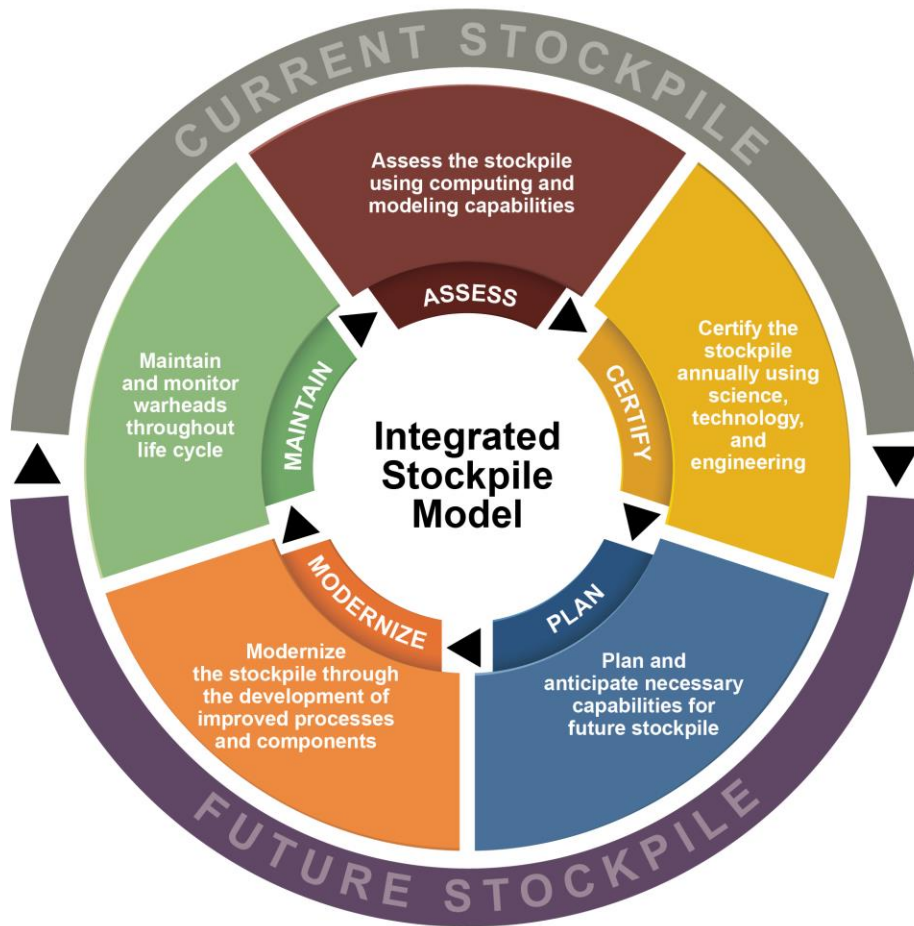 CURRENT STOCKPILE
Assess the stockpile
using computing and
modeling capabilities
ASSESS
Certify the
stockpile
annually using
science,
technology,
and
engineering
CERTIFY
Plan and
anticipate necessary
capabilities for
future stockpile
PLAN
Modernize
the stockpile through
the development of
improved processes
and components
MODERNIZE
Maintain
and monitor
warheads
throughout
life cycle
MAINTAIN
Integrated
Stockpile
Model
FUTURE STOCKPILE